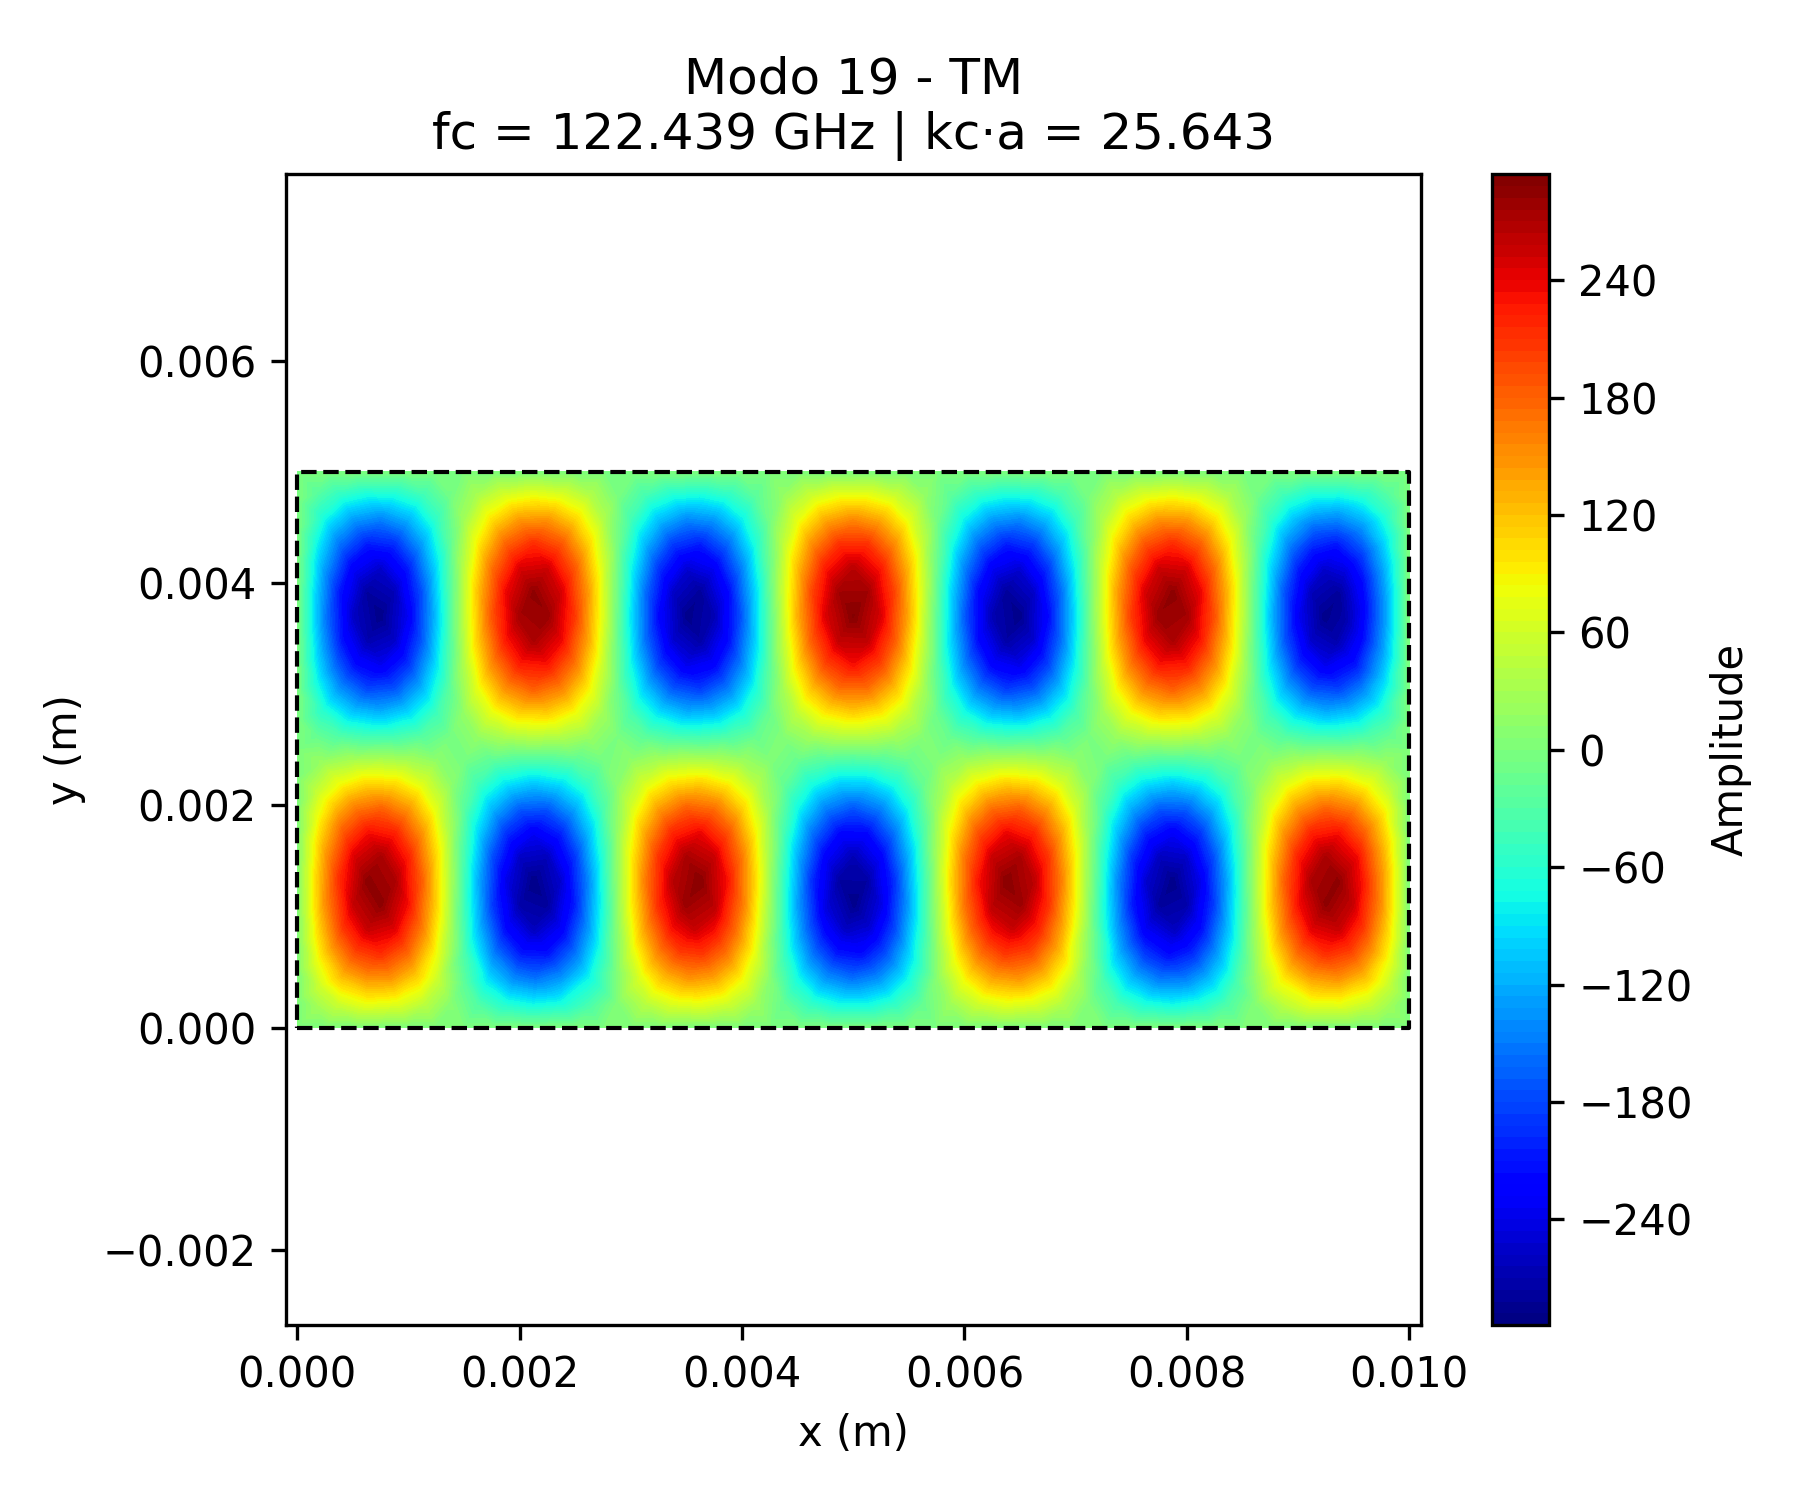 Modo 19 - TM
fc = 122.439 GHz | kc·a = 25.643
0.006
0.004
0.002
0.000
−0.002
y (m)
0.000 0.002 0.004 0.006 0.008 0.010
x (m)
240
180
120
60
0
−60
−120
−180
−240
Amplitude